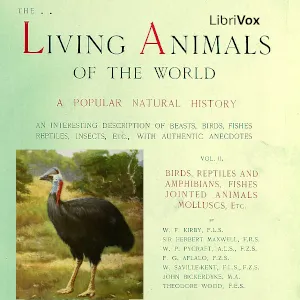 LibriVox
THE . .
LIVING ANIMALS
OF THE WORLD
A POPULAR NATURAL HISTORY
AN INTERESTING DESCRIPTION OF BEASTS, BIRDS, FISHES
REPTILES, INSECTS, ETC., WITH AUTHENTIC ANECDOTES
VOL. II.
BIRDS, REPTILES AND
AMPHIBIANS, FISHES
JOINTED ANIMALS
MOLLUSCS, ETC.
BY
W. F. KIRBY, F.L.S.
SIR HERBERT MAXWELL, F.R.S.
W. P. PYCRAFT, A.L.S., F.Z.S.
F. G. AFLALO, F.Z.S.
W. SAVILLE-KENT, F.L.S., F.Z.S.
JOHN BICKERDYKE, M.A.
THEODORE WOOD, F.E.S.